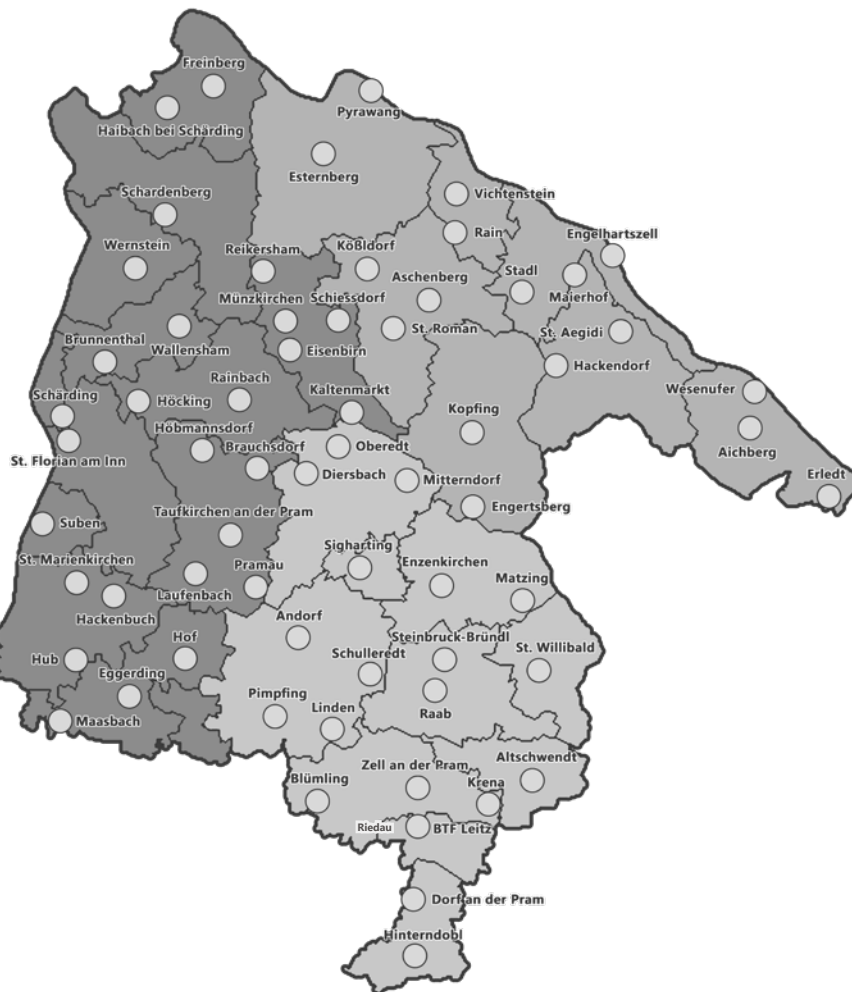 Freinberg
Pyrawang
Haibach bei Schärding
Esternberg
Schardenberg
Vichtenstein
Rain
Engelhartszell
Wernstein
Reikersham
Kößldorf
Aschenberg
Stadl
Maierhof
Münzkirchen
Schiessdorf
St. Roman
St. Aegidi
Brunnenthal
Wallensham
Eisenbirn
Hackendorf
Rainbach
Kaltenmarkt
Wesenufer
Schärding
Höcking
Kopfing
Höbmannsdorf
Brauchsdorf
Oberedt
Aichberg
St. Florian am Inn
Diersbach
Mitterndorf
Erledt
Engertsberg
Taufkirchen an der Pram
Suben
Sigharting
St. Marienkirchen
Pramau
Enzenkirchen
Matzing
Laufenbach
Hackenbuch
Andorf
Hof
Steinbruck-Bründl
St. Willibald
Schulleredt
Hub
Eggerding
Pimpfing
Linden
Raab
Maasbach
Altschwendt
Zell an der Pram
Blümling
Krena
Riedau
BTF Leitz
Dorf an der Pram
Hinterndobl